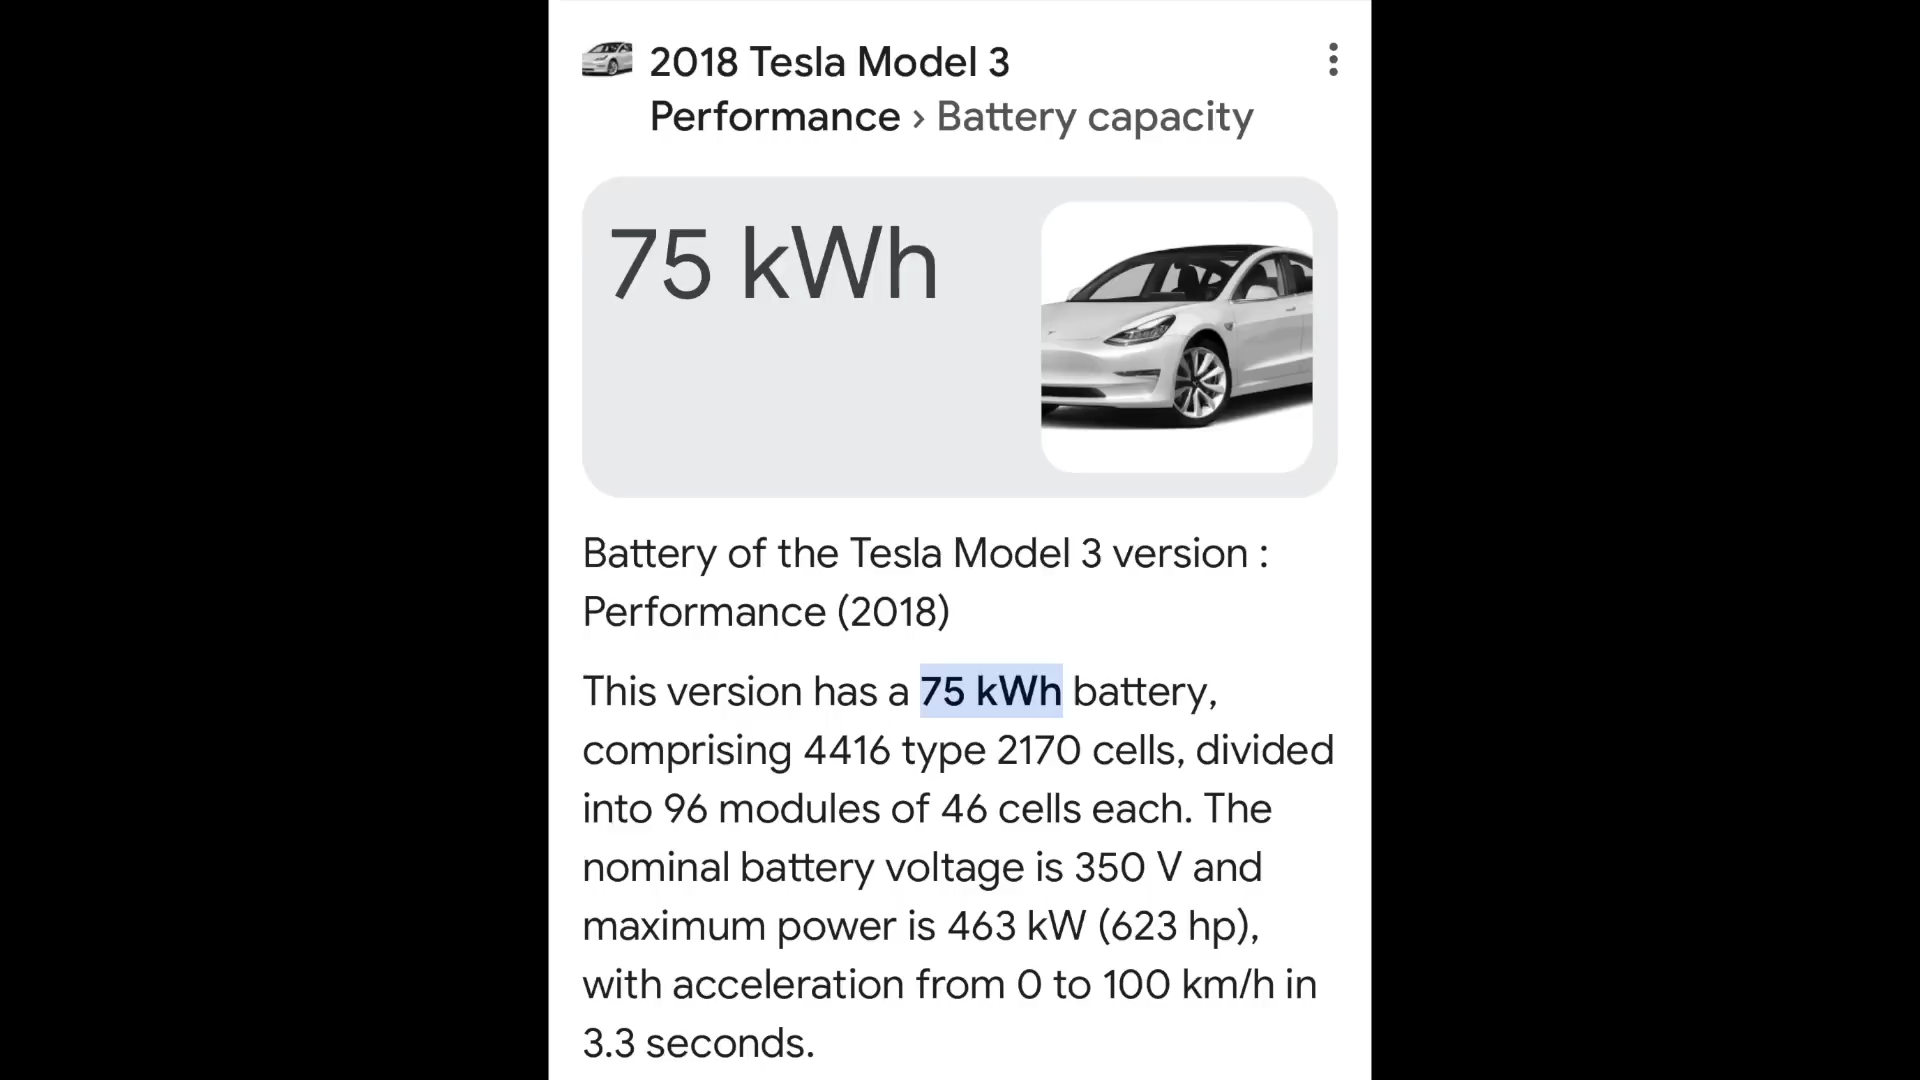 2018 Tesla Model 3
Performance › Battery capacity
75 kWh
Battery of the Tesla Model 3 version :
Performance (2018)
This version has a 75 kWh battery,
comprising 4416 type 2170 cells, divided
into 96 modules of 46 cells each. The
nominal battery voltage is 350 V and
maximum power is 463 kW (623 hp),
with acceleration from 0 to 100 km/h in
3.3 seconds.